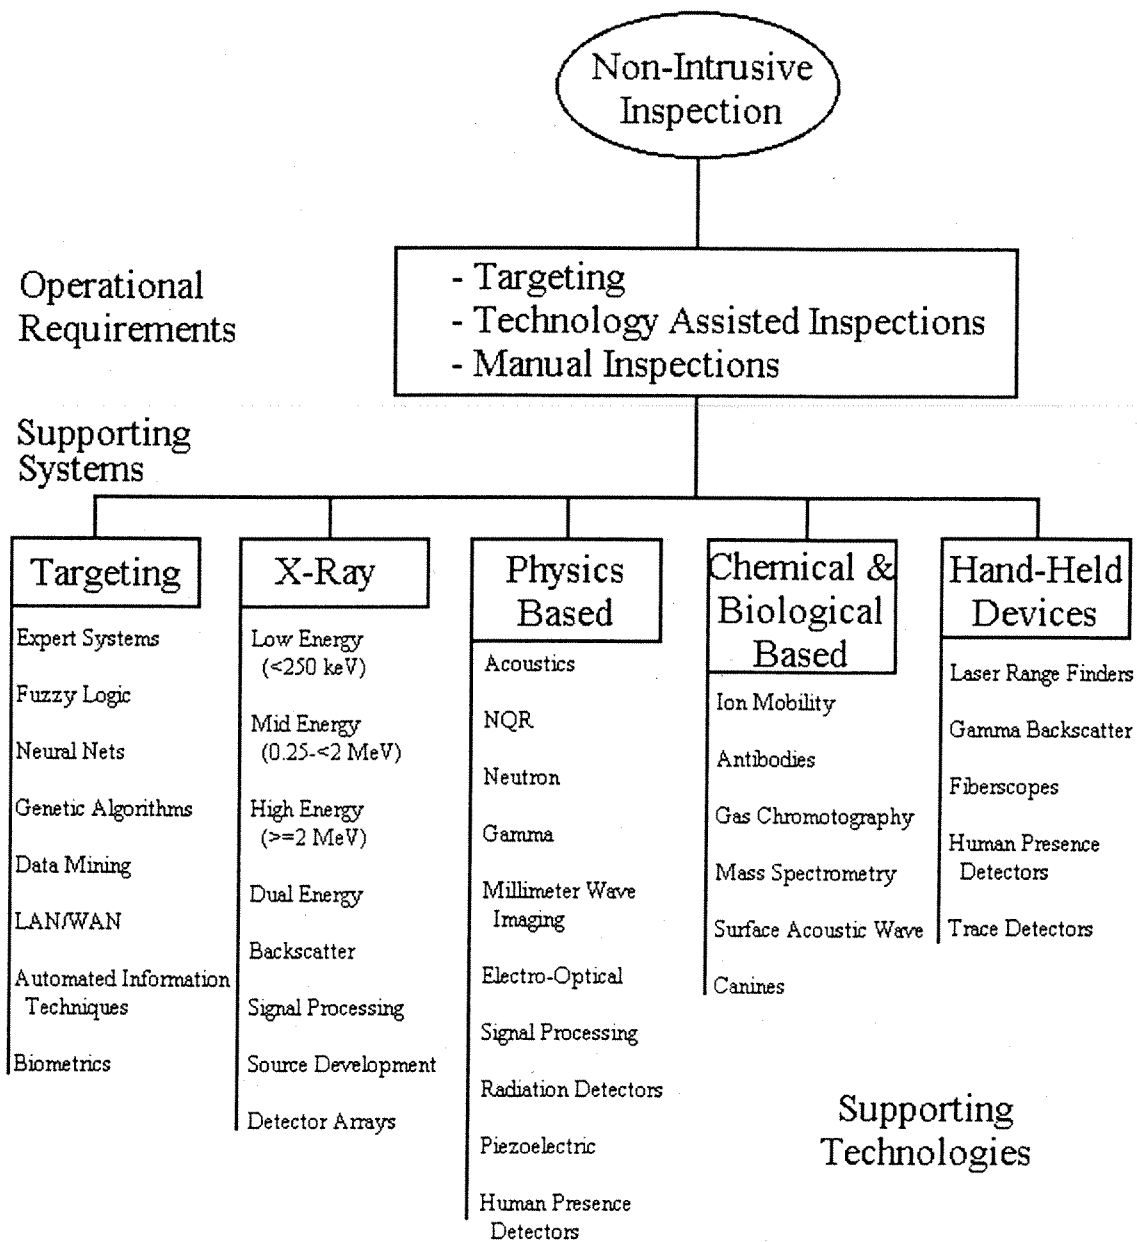 Non-Intrusive
Inspection
Operational
Requirements
- Targeting
- Technology Assisted Inspections
- Manual Inspections
Supporting
Systems
Targeting
Expert Systems
Fuzzy Logic
Neural Nets
Genetic Algorithms
Data Mining
LAN/WAN
Automated Information
Techniques
Biometrics
X-Ray
Low Energy
(<250 keV)
Mid Energy
(0.25-<2 MeV)
High Energy
(>=2 MeV)
Dual Energy
Backscatter
Signal Processing
Source Development
Detector Arrays
Physics
Based
Acoustics
NQR
Neutron
Gamma
Millimeter Wave
Imaging
Electro-Optical
Signal Processing
Radiation Detectors
Piezoelectric
Human Presence
Detectors
Chemical &
Biological
Based
Ion Mobility
Antibodies
Gas Chromotography
Mass Spectrometry
Surface Acoustic Wave
Canines
Hand-Held
Devices
Laser Range Finders
Gamma Backscatter
Fiberscopes
Human Presence
Detectors
Trace Detectors
Supporting
Technologies